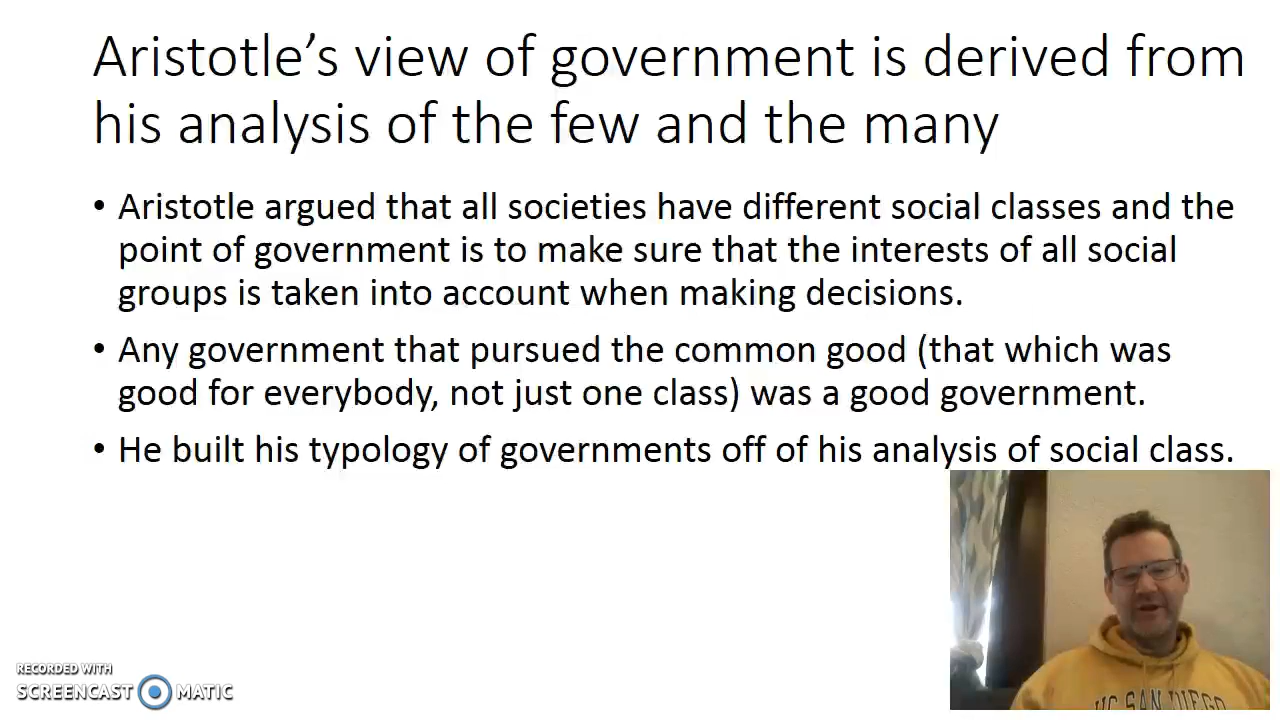 Aristotle’s view of government is derived from
his analysis of the few and the many
• Aristotle argued that all societies have different social classes and the
point of government is to make sure that the interests of all social
groups is taken into account when making decisions.
• Any government that pursued the common good (that which was
good for everybody, not just one class) was a good government.
• He built his typology of governments off of his analysis of social class.
RECORDED WITH
SCREENCAST MATIC
UC SAN DIEGO